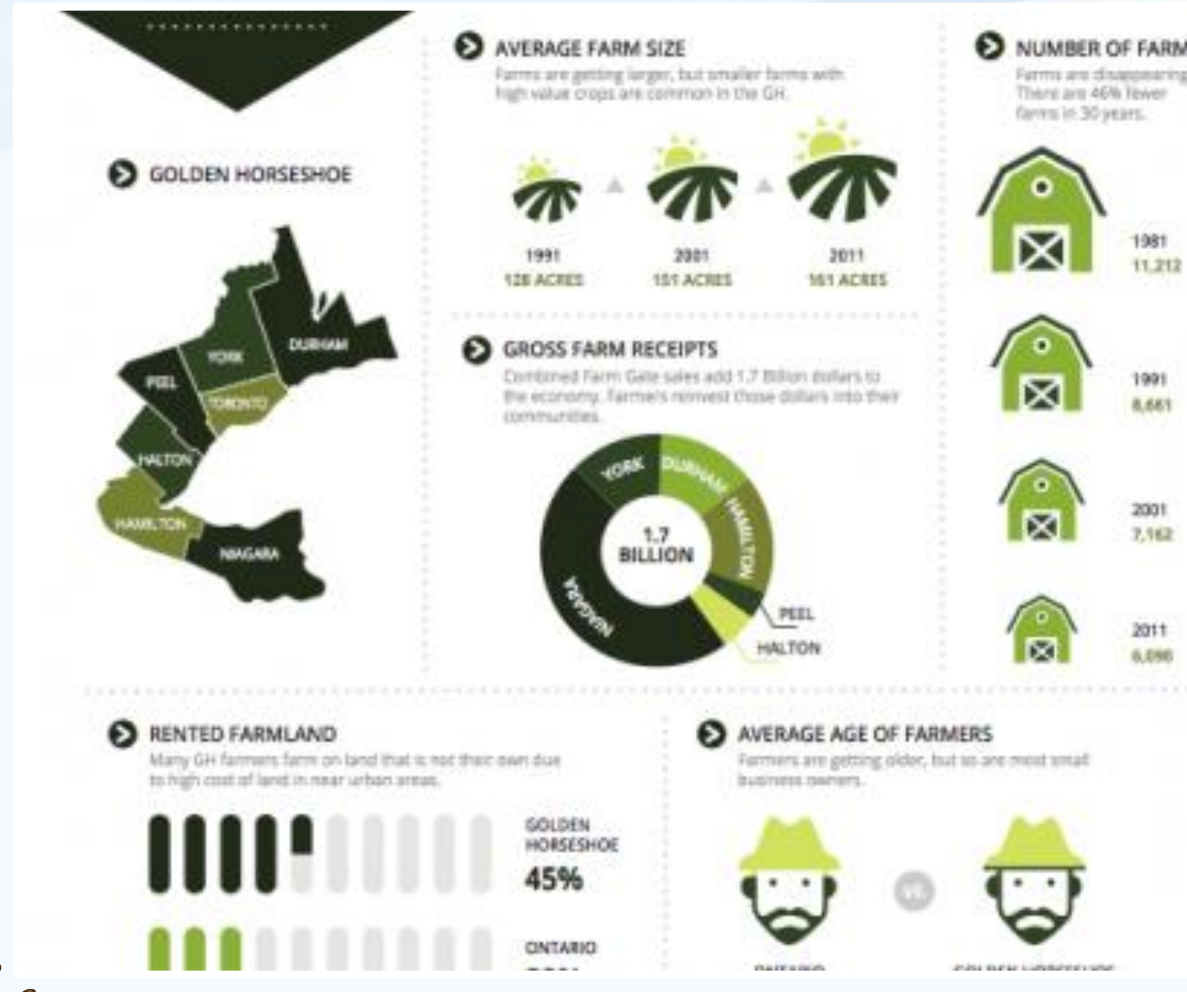 GOLDEN HORSESHOE
YORK
DURHAM
PEEL
TORONTO
HALTON
HAMILTON
NIAGARA
AVERAGE FARM SIZE
Farms are getting larger, but smaller farms with
high value crops are common in the GH.
1991
128 ACRES
2001
151 ACRES
2011
161 ACRES
GROSS FARM RECEIPTS
Combined Farm Gate sales add 1.7 Billion dollars to
the economy. Farmers reinvest those dollars into their
communities.
YORK
DURHAM
HAMILTON
1.7
BILLION
NIAGARA
PEEL
HALTON
NUMBER OF FARM
Farms are disappearing
There are 46% fewer
farms in 30 years.
1981
11,212
1991
8,661
2001
7,162
2011
RENTED FARMLAND
Many GH farmers farm on land that is not their own due
to high cost of land in near urban areas.
GOLDEN
HORSESHOE
45%
ONTARIO
AVERAGE AGE OF FARMERS
Farmers are getting older, but so are most small
business owners.
vs.
ONTARIO
GOLDEN HORSESHOE